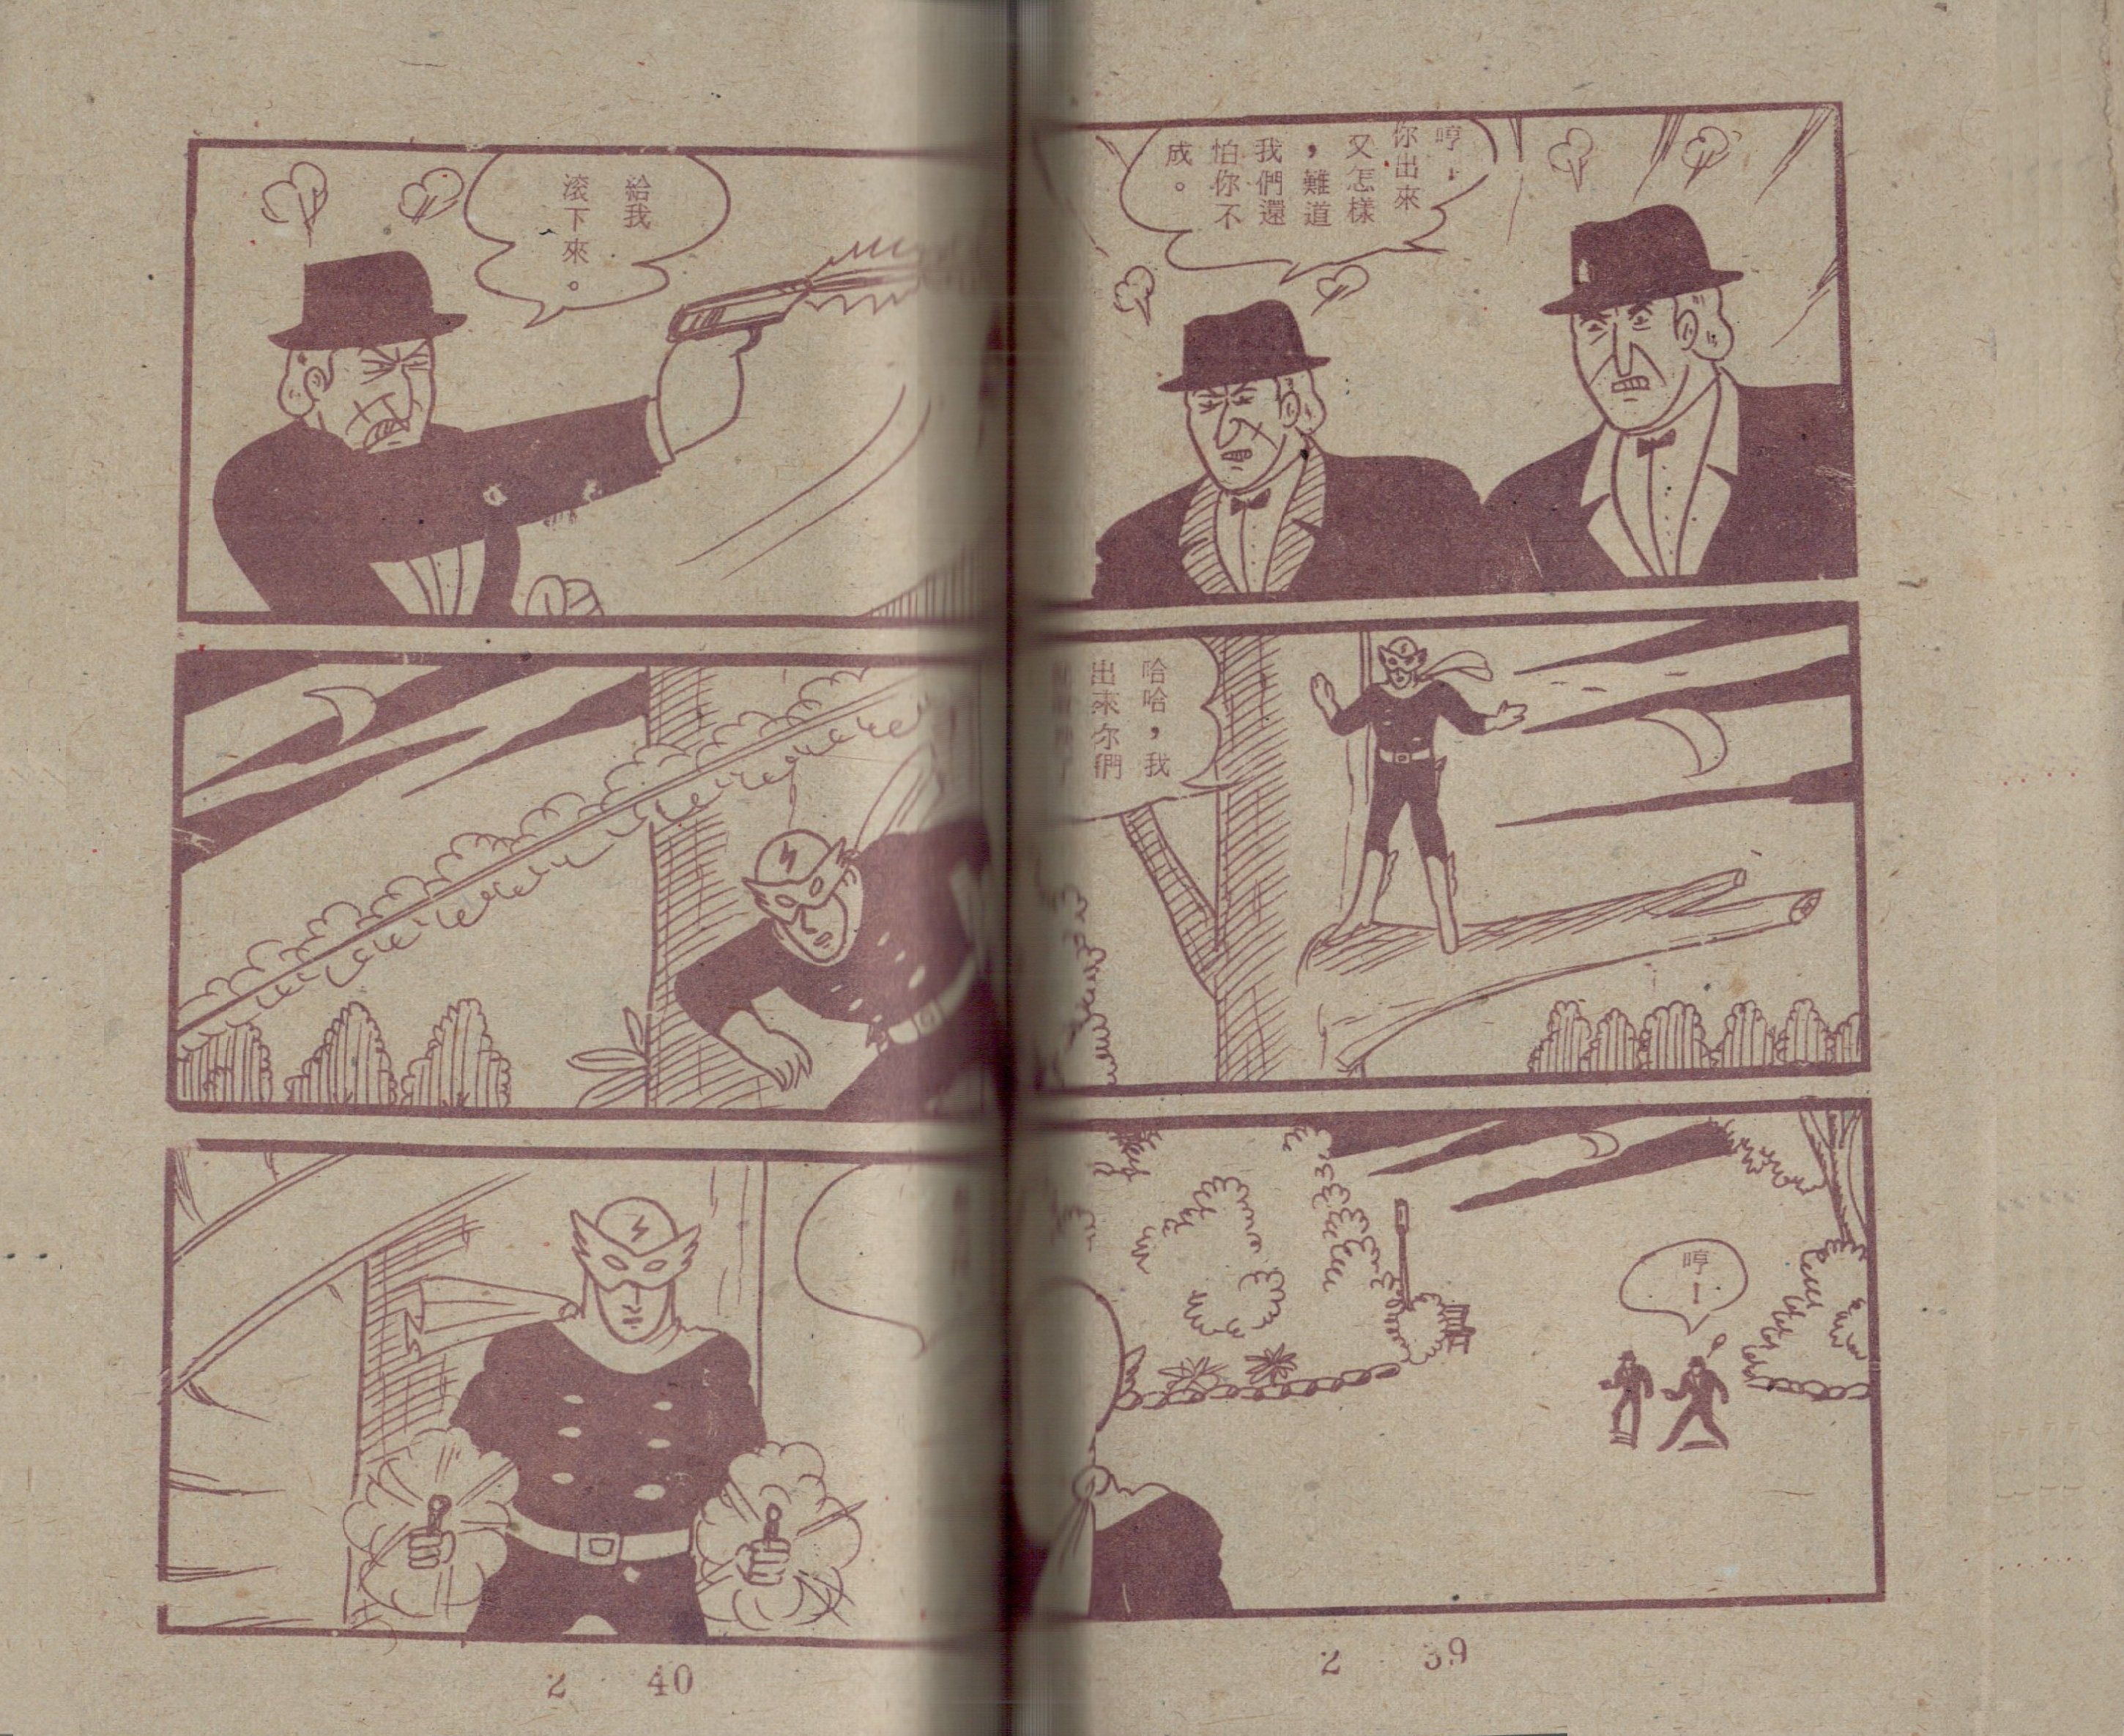 哼！
你出來
又怎樣
，難道
我們還
怕你不
成。
哈哈，我
出來你們
哼！
2 39
給我
滾下來。
2 40